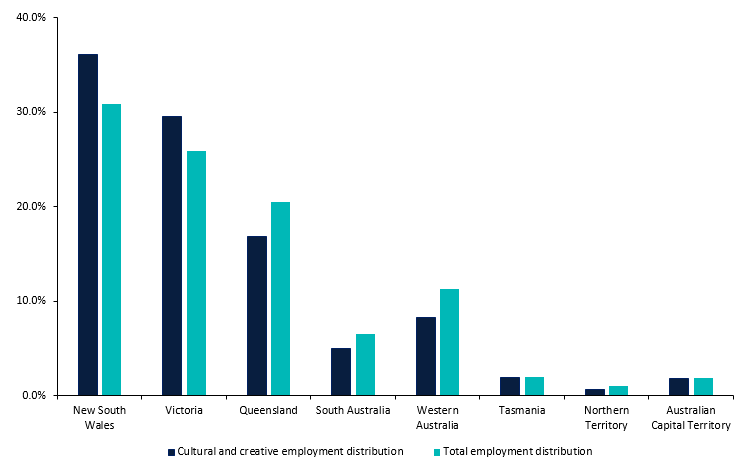 40.0%
30.0%
20.0%
10.0%
0.0%
New South Wales
Victoria
Queensland
South Australia
Western Australia
Tasmania
Northern Territory
Australian Capital Territory
Cultural and creative employment distribution
Total employment distribution